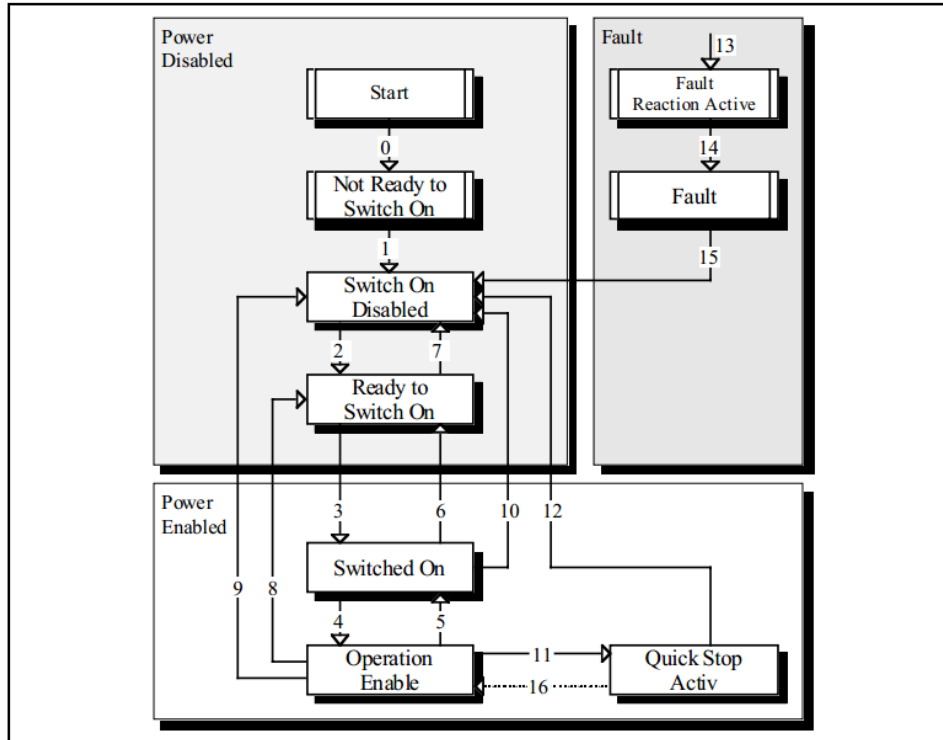 Power
Disabled
Start
0
Not Ready to
Switch On
1
Switch On
Disabled
2
7
Ready to
Switch On
Fault
13
Fault
Reaction Active
14
Fault
15
Power
Enabled
3
6
10
12
Switched On
9
8
4
5
Operation
Enable
11
16
Quick Stop
Activ